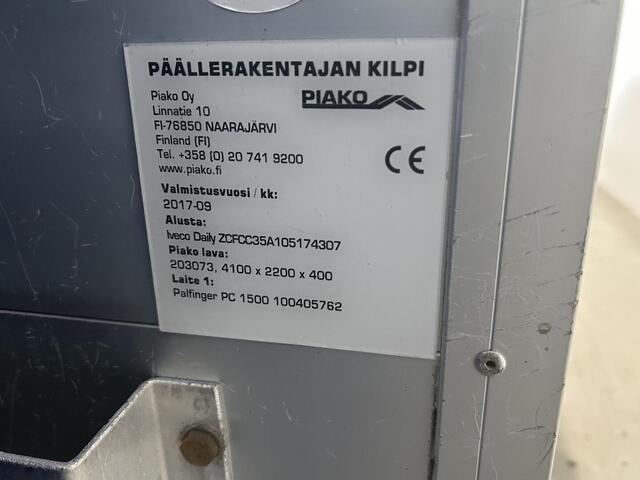 PÄÄLLERAKENTAJAN KILPI
Piako Oy
PIAKO
Linnatie 10
FI-76850 NAARAJÄRVI
Finland (FI)
Tel. +358 (0) 20 741 9200
www.piako.fi
CE
Valmistusvuosi / kk:
2017-09
Alusta:
Iveco Daily ZCFCC35A105174307
Piako lava:
203073, 4100 x 2200 x 400
Laite 1:
Palfinger PC 1500 100405762